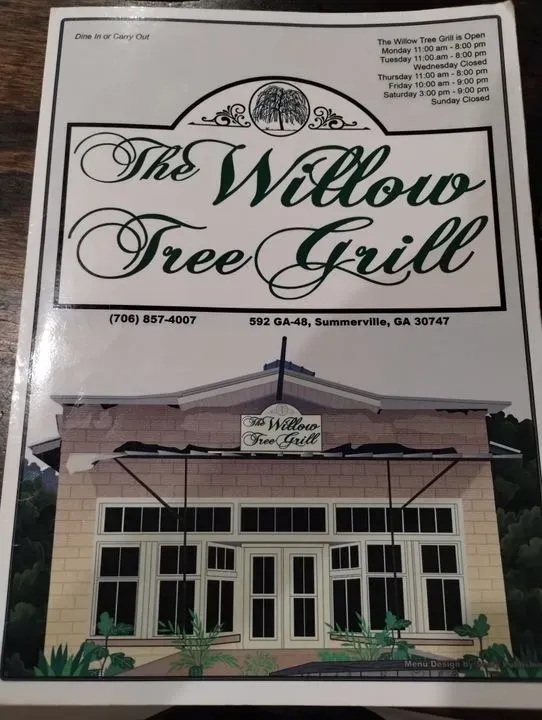 Dine In or Carry Out
The Willow Tree Grill is Open
Monday 11:00 am - 8:00 pm
Tuesday 11:00 am - 8:00 pm
Wednesday Closed
Thursday 11:00 am - 8:00 pm
Friday 10:00 am - 9:00 pm
Saturday 3:00 pm - 9:00 pm
Sunday Closed
The Willow
Tree Grill
(706) 857-4007 592 GA-48, Summerville, GA 30747
The Willow
Tree Grill
Menu Design by